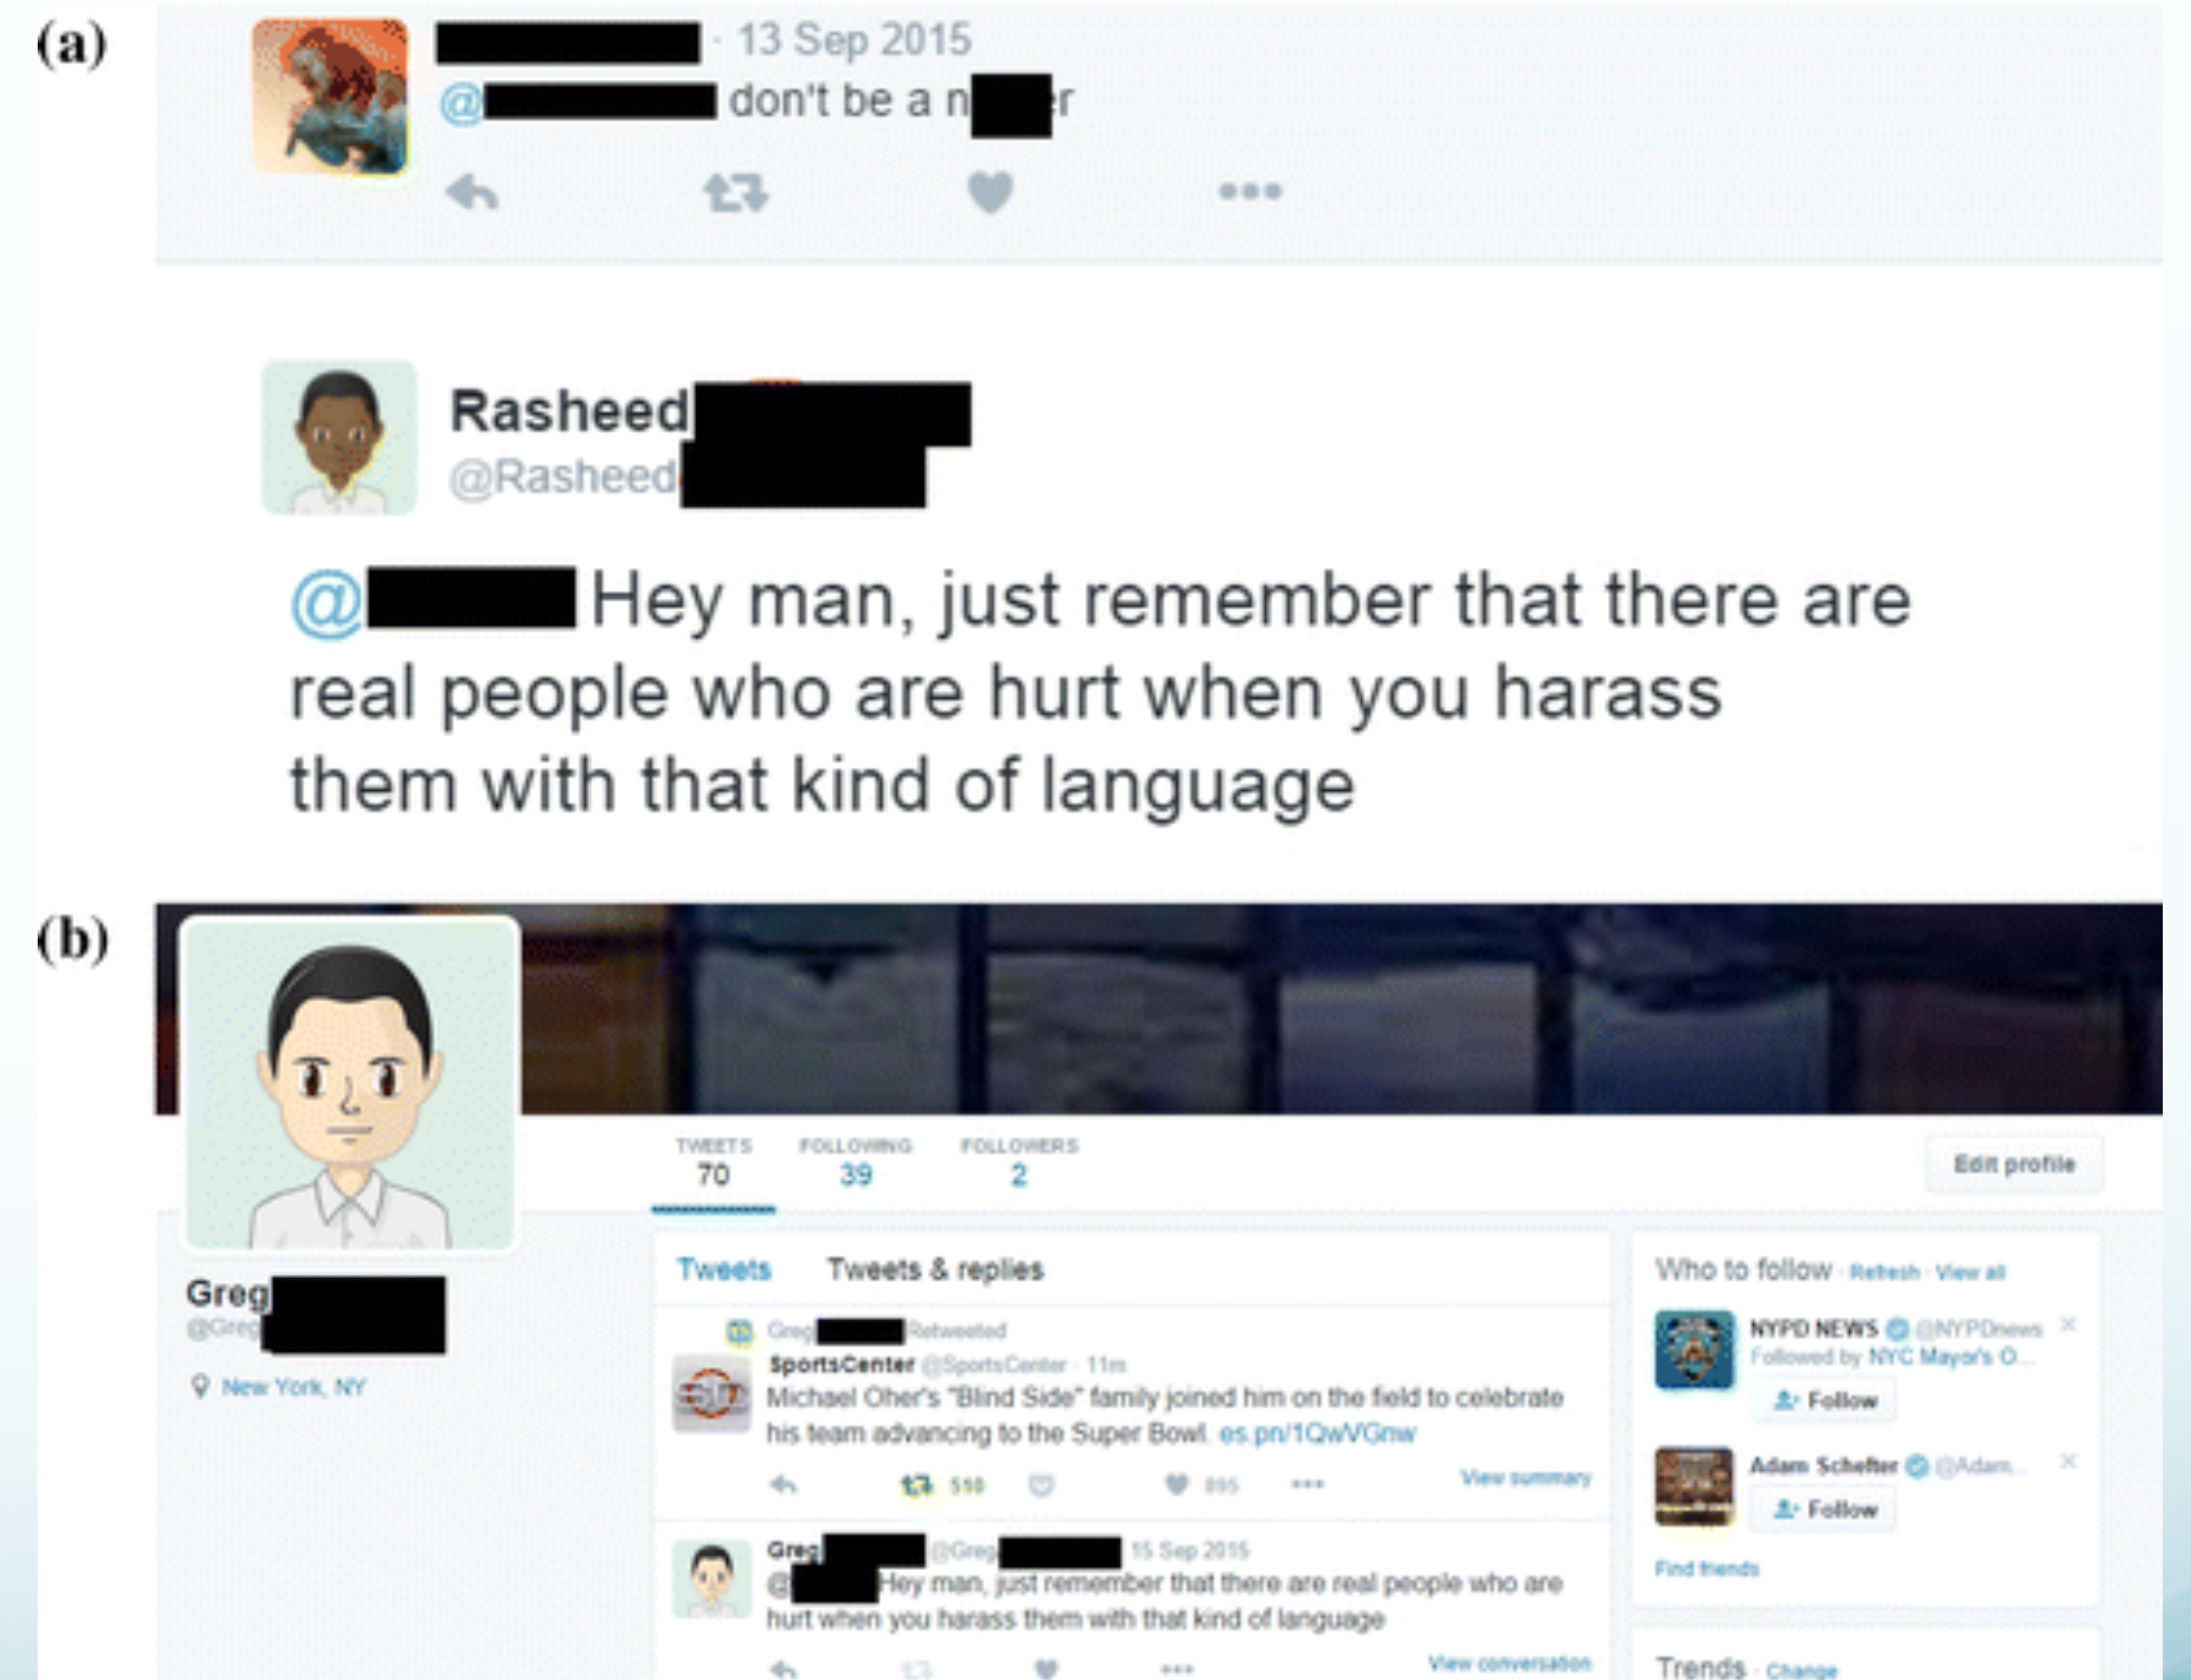 (a)
· 13 Sep 2015
@ don't be a n r
Rasheed
@Rasheed
@ Hey man, just remember that there are
real people who are hurt when you harass
them with that kind of language
(b)
TWEETS FOLLOWING FOLLOWERS
70 39 2
Edit profile
Greg
@Greg
New York, NY
Tweets Tweets & replies
Greg Retweeted
SportsCenter @SportsCenter · 11m
Michael Oher's "Blind Side" family joined him on the field to celebrate
his team advancing to the Super Bowl. es.pn/1QwVGnw
510 895 View summary
Greg @Greg 15 Sep 2015
@ Hey man, just remember that there are real people who are
hurt when you harass them with that kind of language
View conversation
Who to follow · Refresh · View all
NYPD NEWS @NYPDnews
Followed by NYC Mayor's O...
Follow
Adam Schefter @Adam...
Follow
Find friends
Trends · Change